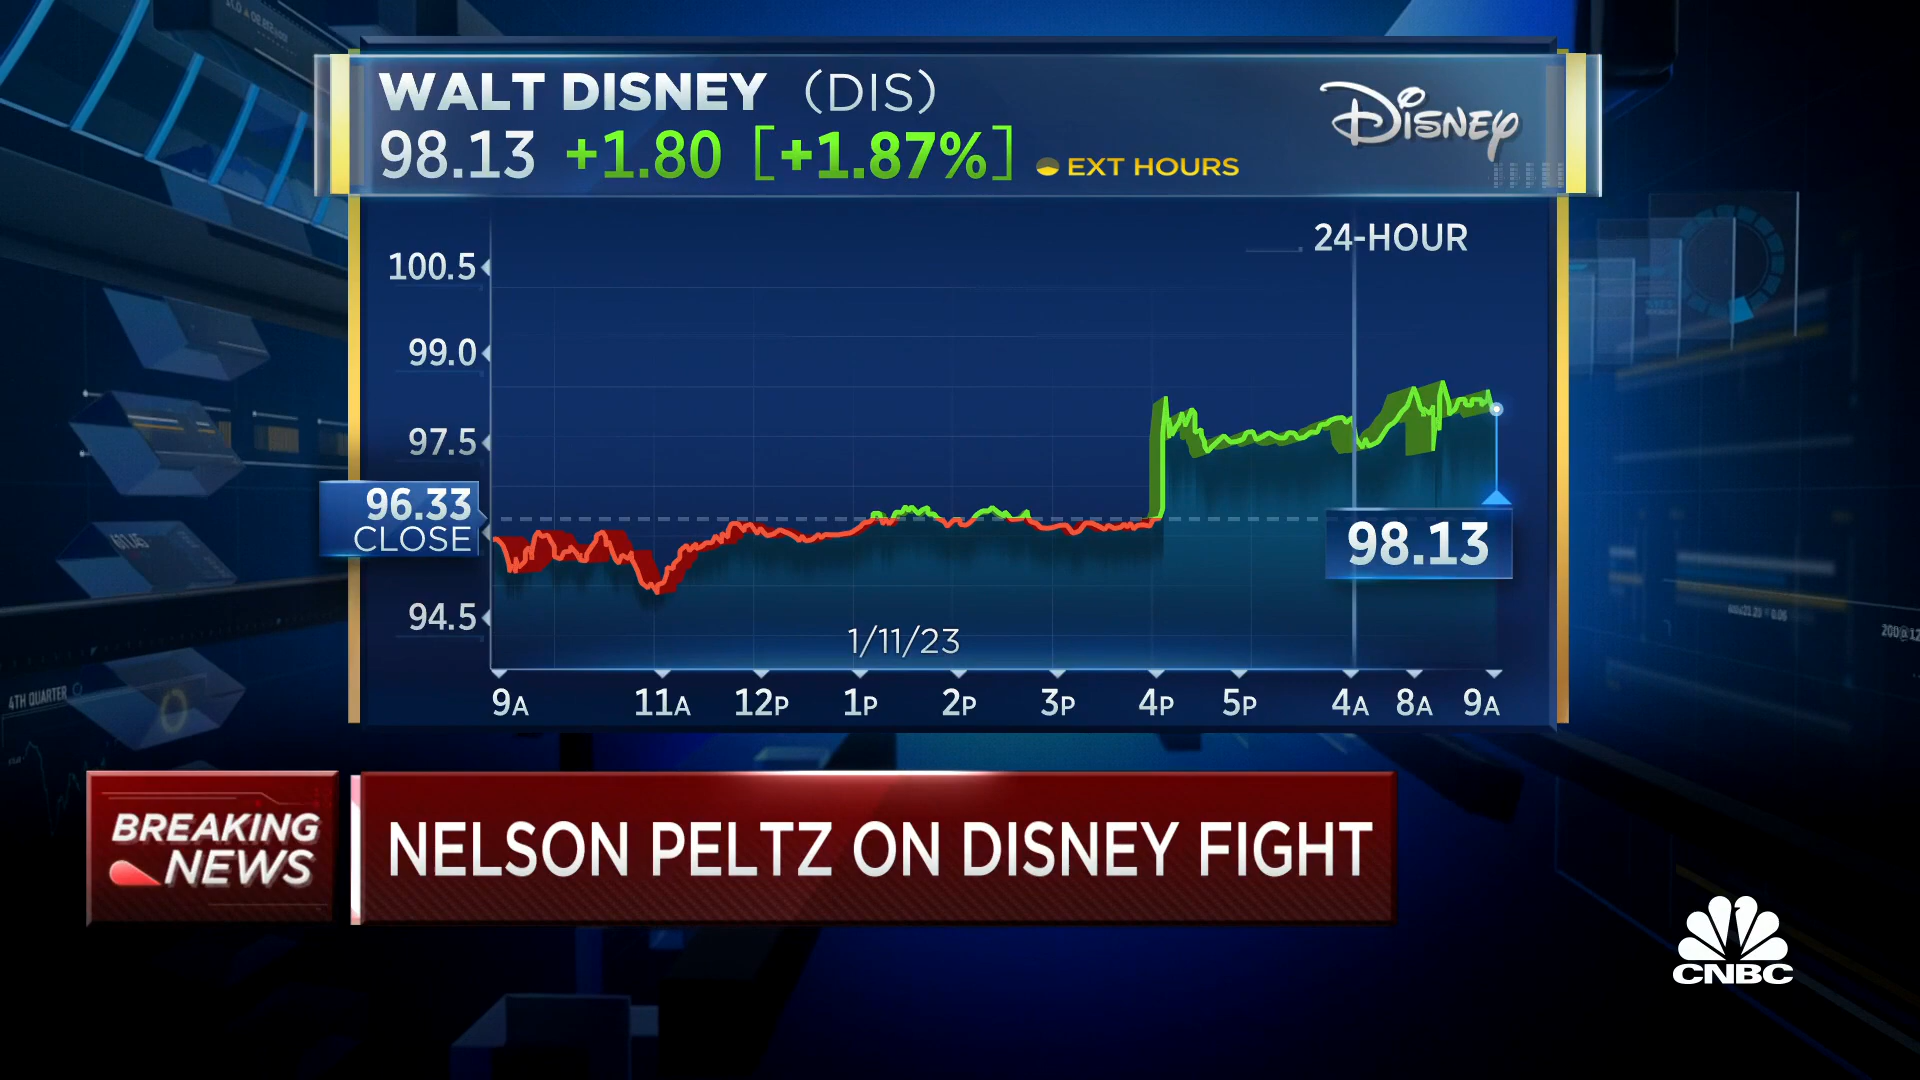 WALT DISNEY (DIS)
98.13 +1.80 [+1.87%] EXT HOURS
Disney
24-HOUR
100.5
99.0
97.5
96.33
CLOSE
94.5
98.13
1/11/23
9A 11A 12P 1P 2P 3P 4P 5P 4A 8A 9A
4TH QUARTER
BREAKING
NEWS
NELSON PELTZ ON DISNEY FIGHT
CNBC